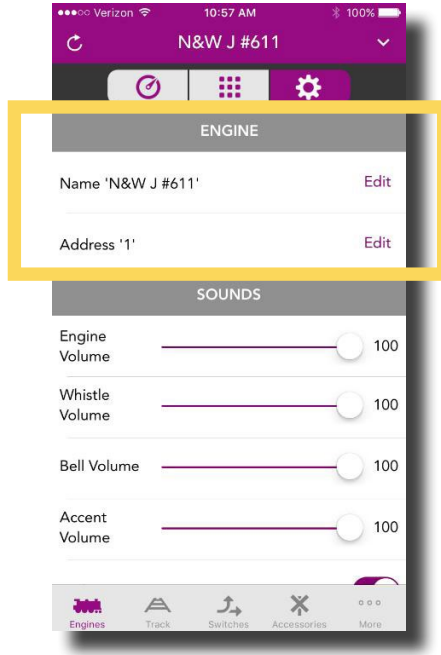 Verizon 10:57 AM 100%
N&W J #611
ENGINE
Name 'N&W J #611' Edit
Address '1' Edit
SOUNDS
Engine
Volume 100
Whistle
Volume 100
Bell Volume 100
Accent
Volume 100
Engines Track Switches Accessories More